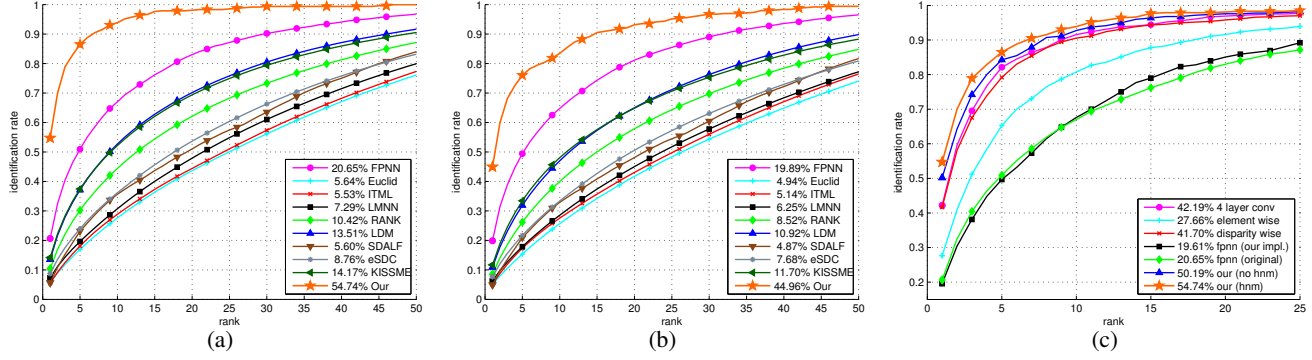 1
0.9
0.8
0.7
0.6
0.5
0.4
0.3
0.2
0.1
0
identification rate
0 5 10 15 20 25 30 35 40 45 50
rank
20.65% FPNN
5.64% Euclid
5.53% ITML
7.29% LMNN
10.42% RANK
13.51% LDM
5.60% SDALF
8.76% eSDC
14.17% KISSME
54.74% Our
(a)
1
0.9
0.8
0.7
0.6
0.5
0.4
0.3
0.2
0.1
0
identification rate
0 5 10 15 20 25 30 35 40 45 50
rank
19.89% FPNN
4.94% Euclid
5.14% ITML
6.25% LMNN
8.52% RANK
10.92% LDM
4.87% SDALF
7.68% eSDC
11.70% KISSME
44.96% Our
(b)
1
0.9
0.8
0.7
0.6
0.5
0.4
0.3
0.2
identification rate
0 5 10 15 20 25
rank
42.19% 4 layer conv
27.66% element wise
41.70% disparity wise
19.61% fpnn (our impl.)
20.65% fpnn (original)
50.19% our (no hnm)
54.74% our (hnm)
(c)